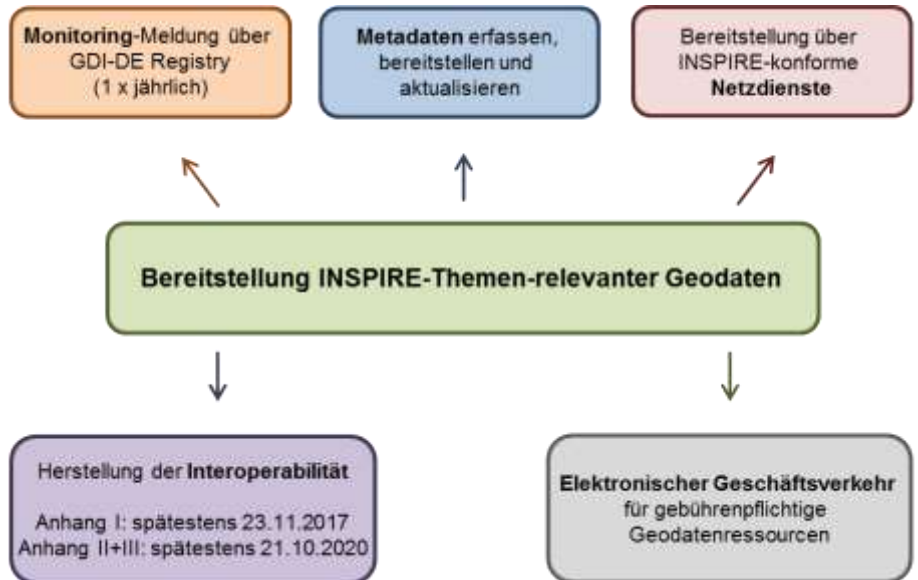 Monitoring-Meldung über
GDI-DE Registry
(1 x jährlich)
Metadaten erfassen,
bereitstellen und
aktualisieren
Bereitstellung über
INSPIRE-konforme
Netzdienste
Bereitstellung INSPIRE-Themen-relevanter Geodaten
Herstellung der Interoperabilität
Anhang I: spätestens 23.11.2017
Anhang II+III: spätestens 21.10.2020
Elektronischer Geschäftsverkehr
für gebührenpflichtige
Geodatenressourcen